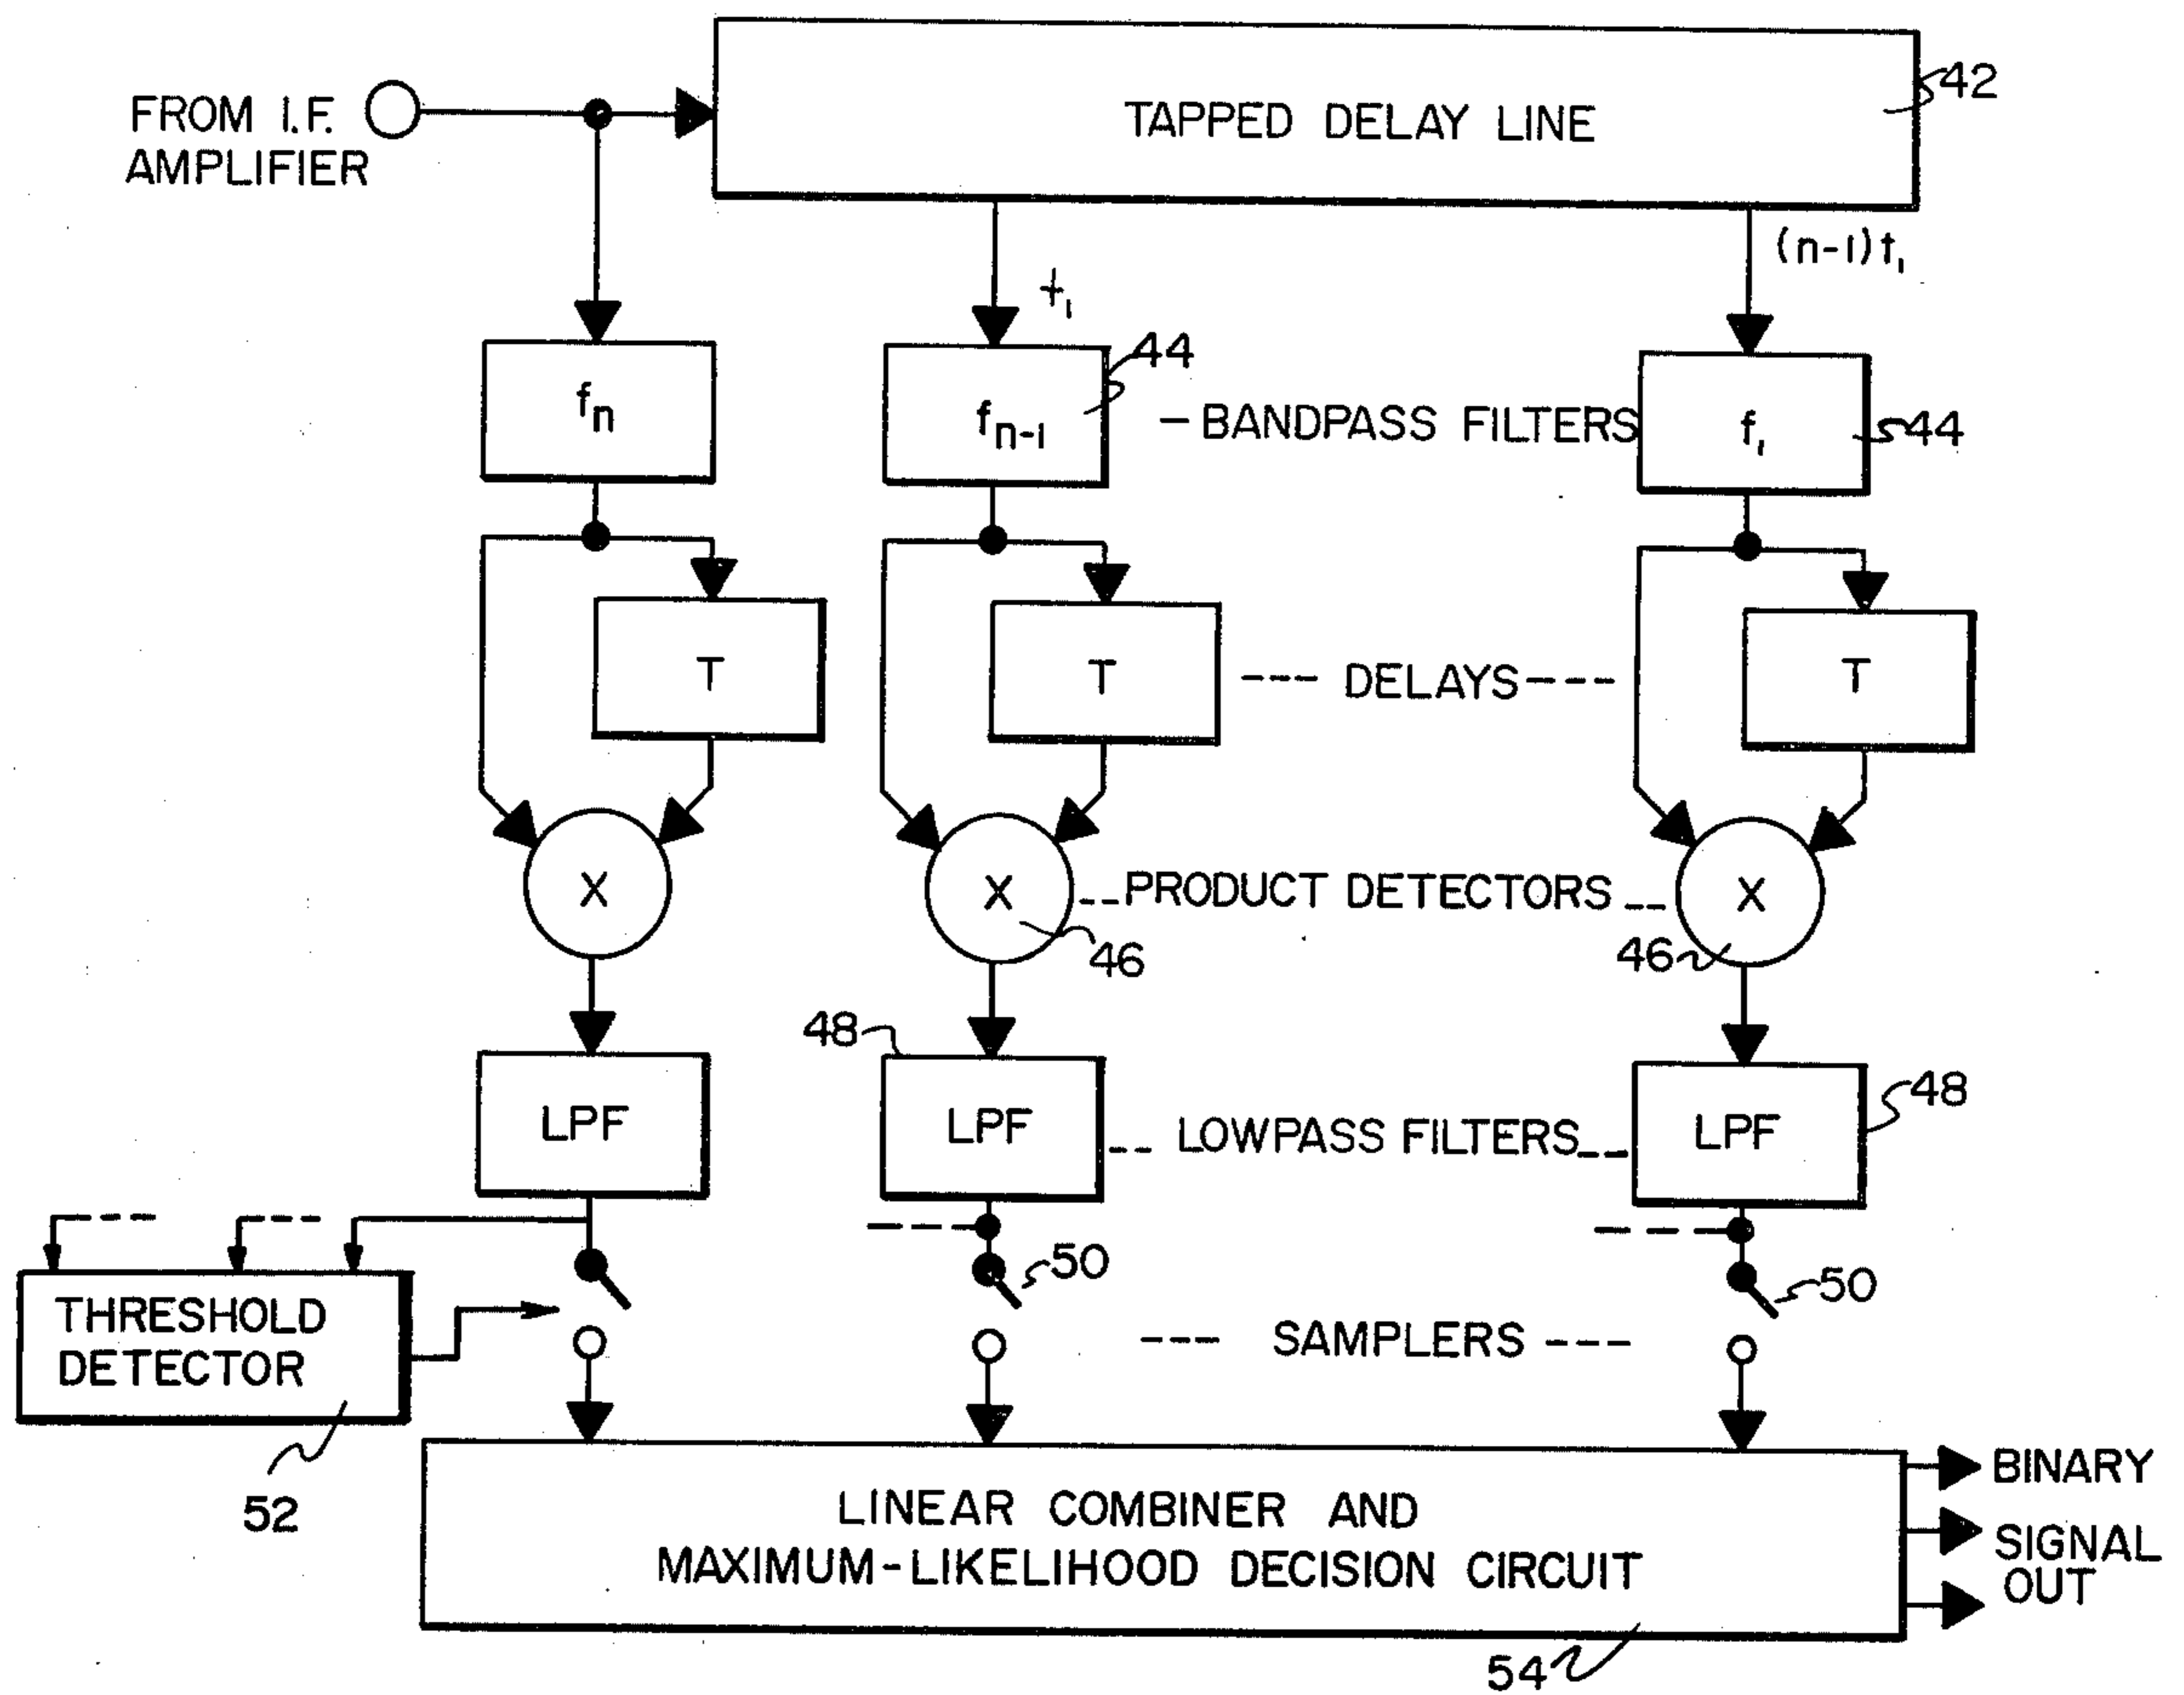 FROM I.F.
AMPLIFIER
TAPPED DELAY LINE
42
t₁
(n-1)t₁
fn
fn-1
44
- BANDPASS FILTERS
f₁
44
T
T
--- DELAYS ---
T
X
X
-- PRODUCT DETECTORS --
X
46
46
48
LPF
LPF
-- LOWPASS FILTERS --
LPF
48
50
50
THRESHOLD
DETECTOR
--- SAMPLERS ---
52
LINEAR COMBINER AND
MAXIMUM-LIKELIHOOD DECISION CIRCUIT
BINARY
SIGNAL
OUT
54